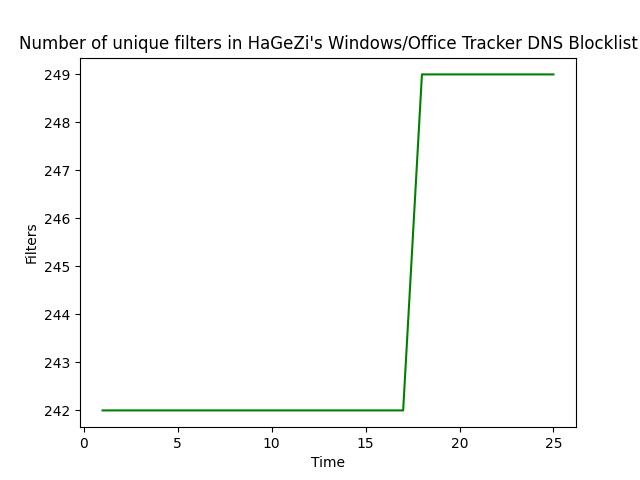 Number of unique filters in HaGeZi's Windows/Office Tracker DNS Blocklist
249
248
247
246
245
244
243
242
Filters
0 5 10 15 20 25
Time